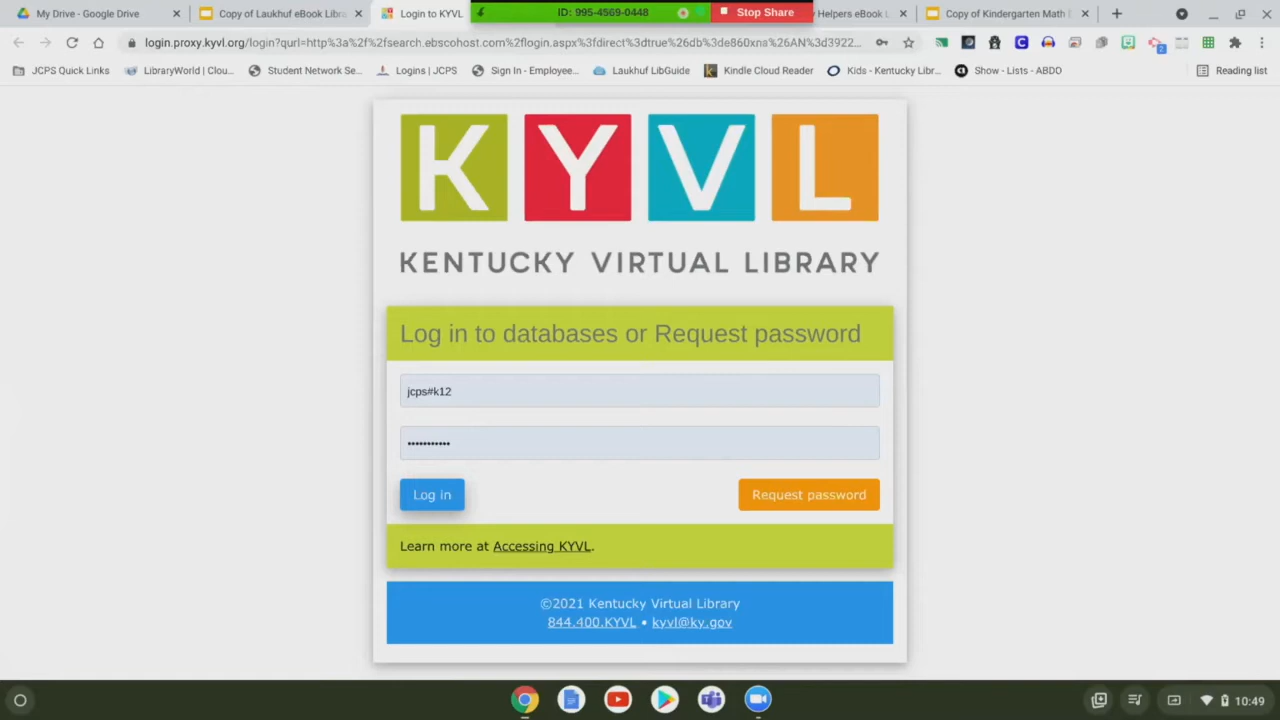 My Drive - Google Drive
Copy of Laukhuf eBook Libra
Login to KYVL
ID: 995-4569-0448
Stop Share
Helpers eBook L
Copy of Kindergarten Math
login.proxy.kyvl.org/login?qurl=http%3a%2f%2fsearch.ebscohost.com%2flogin.aspx%3fdirect%3dtrue%26db%3de860xna%26AN%3d3922...
JCPS Quick Links
LibraryWorld | Clou...
Student Network Se...
Logins | JCPS
Sign In - Employee...
Laukhuf LibGuide
Kindle Cloud Reader
Kids - Kentucky Libr...
Show - Lists - ABDO
Reading list
KYVL
KENTUCKY VIRTUAL LIBRARY
Log in to databases or Request password
jcps#k12
•••••••••••
Log in
Request password
Learn more at Accessing KYVL.
©2021 Kentucky Virtual Library
844.400.KYVL • kyvl@ky.gov
10:49